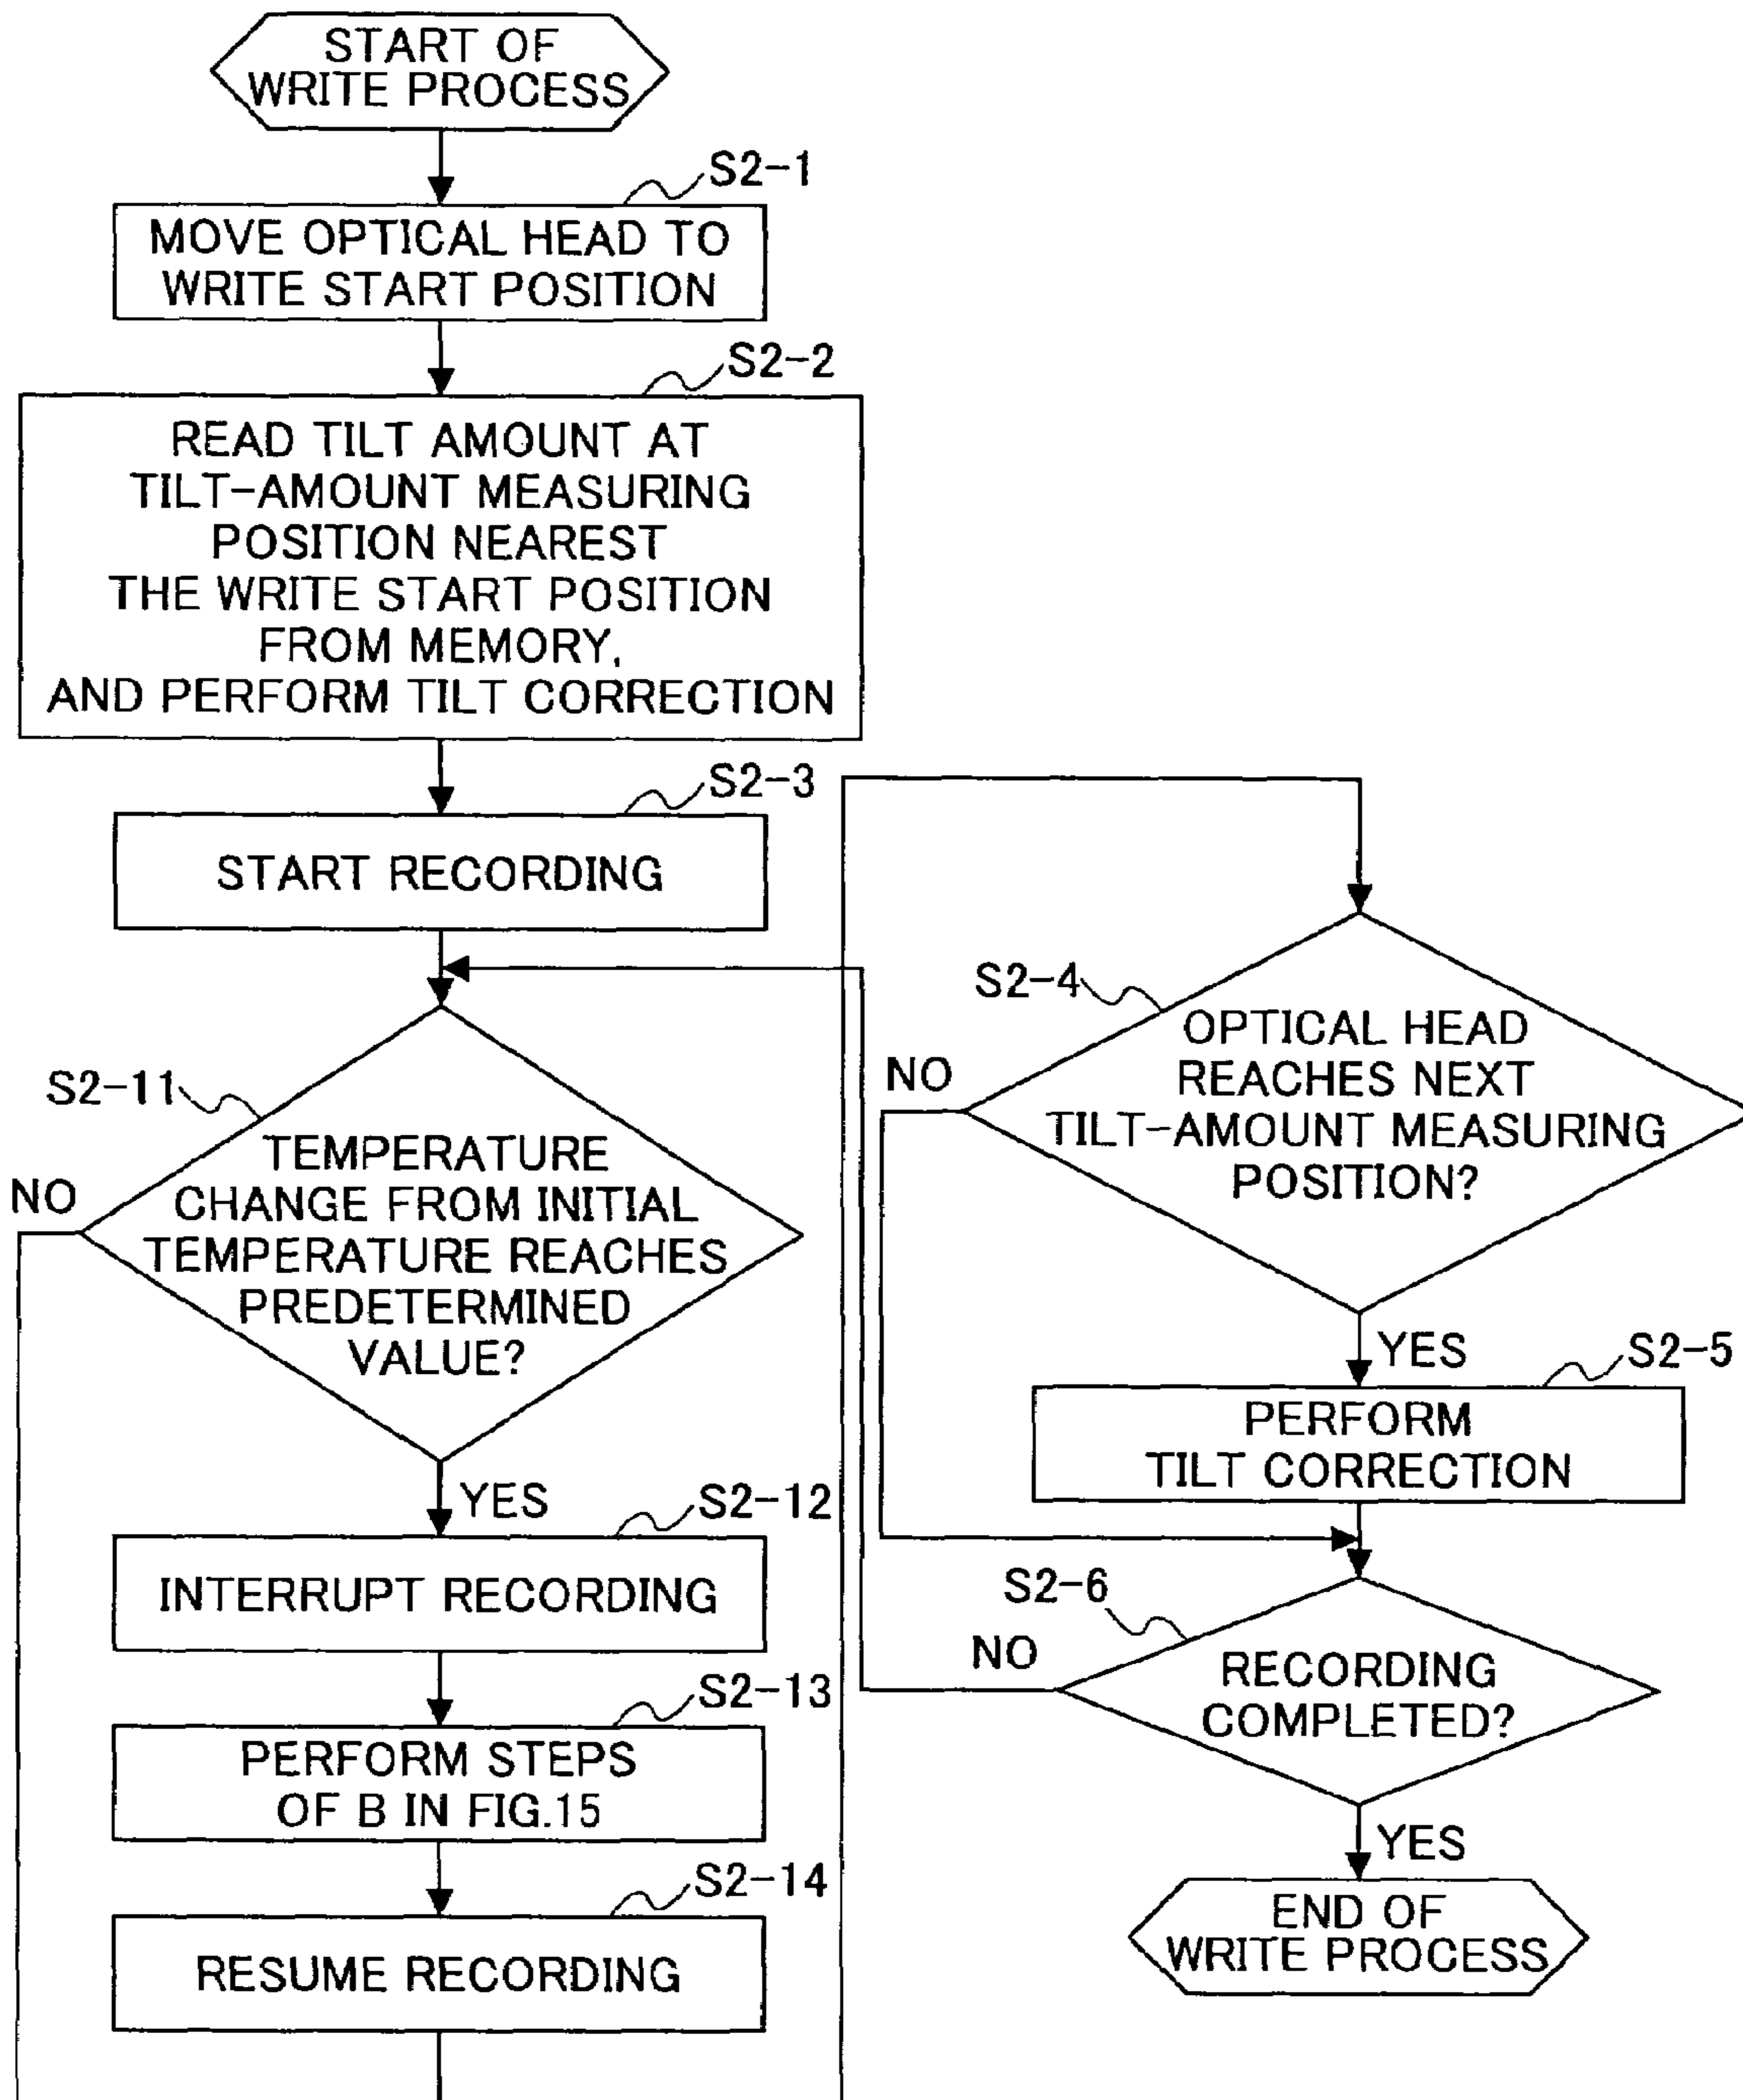 START OF
WRITE PROCESS
S2-1
MOVE OPTICAL HEAD TO
WRITE START POSITION
S2-2
READ TILT AMOUNT AT
TILT-AMOUNT MEASURING
POSITION NEAREST
THE WRITE START POSITION
FROM MEMORY,
AND PERFORM TILT CORRECTION
S2-3
START RECORDING
S2-11
TEMPERATURE
CHANGE FROM INITIAL
TEMPERATURE REACHES
PREDETERMINED
VALUE?
NO
YES
S2-12
INTERRUPT RECORDING
S2-13
PERFORM STEPS
OF B IN FIG.15
S2-14
RESUME RECORDING
S2-4
OPTICAL HEAD
REACHES NEXT
TILT-AMOUNT MEASURING
POSITION?
NO
YES
S2-5
PERFORM
TILT CORRECTION
S2-6
RECORDING
COMPLETED?
NO
YES
END OF
WRITE PROCESS